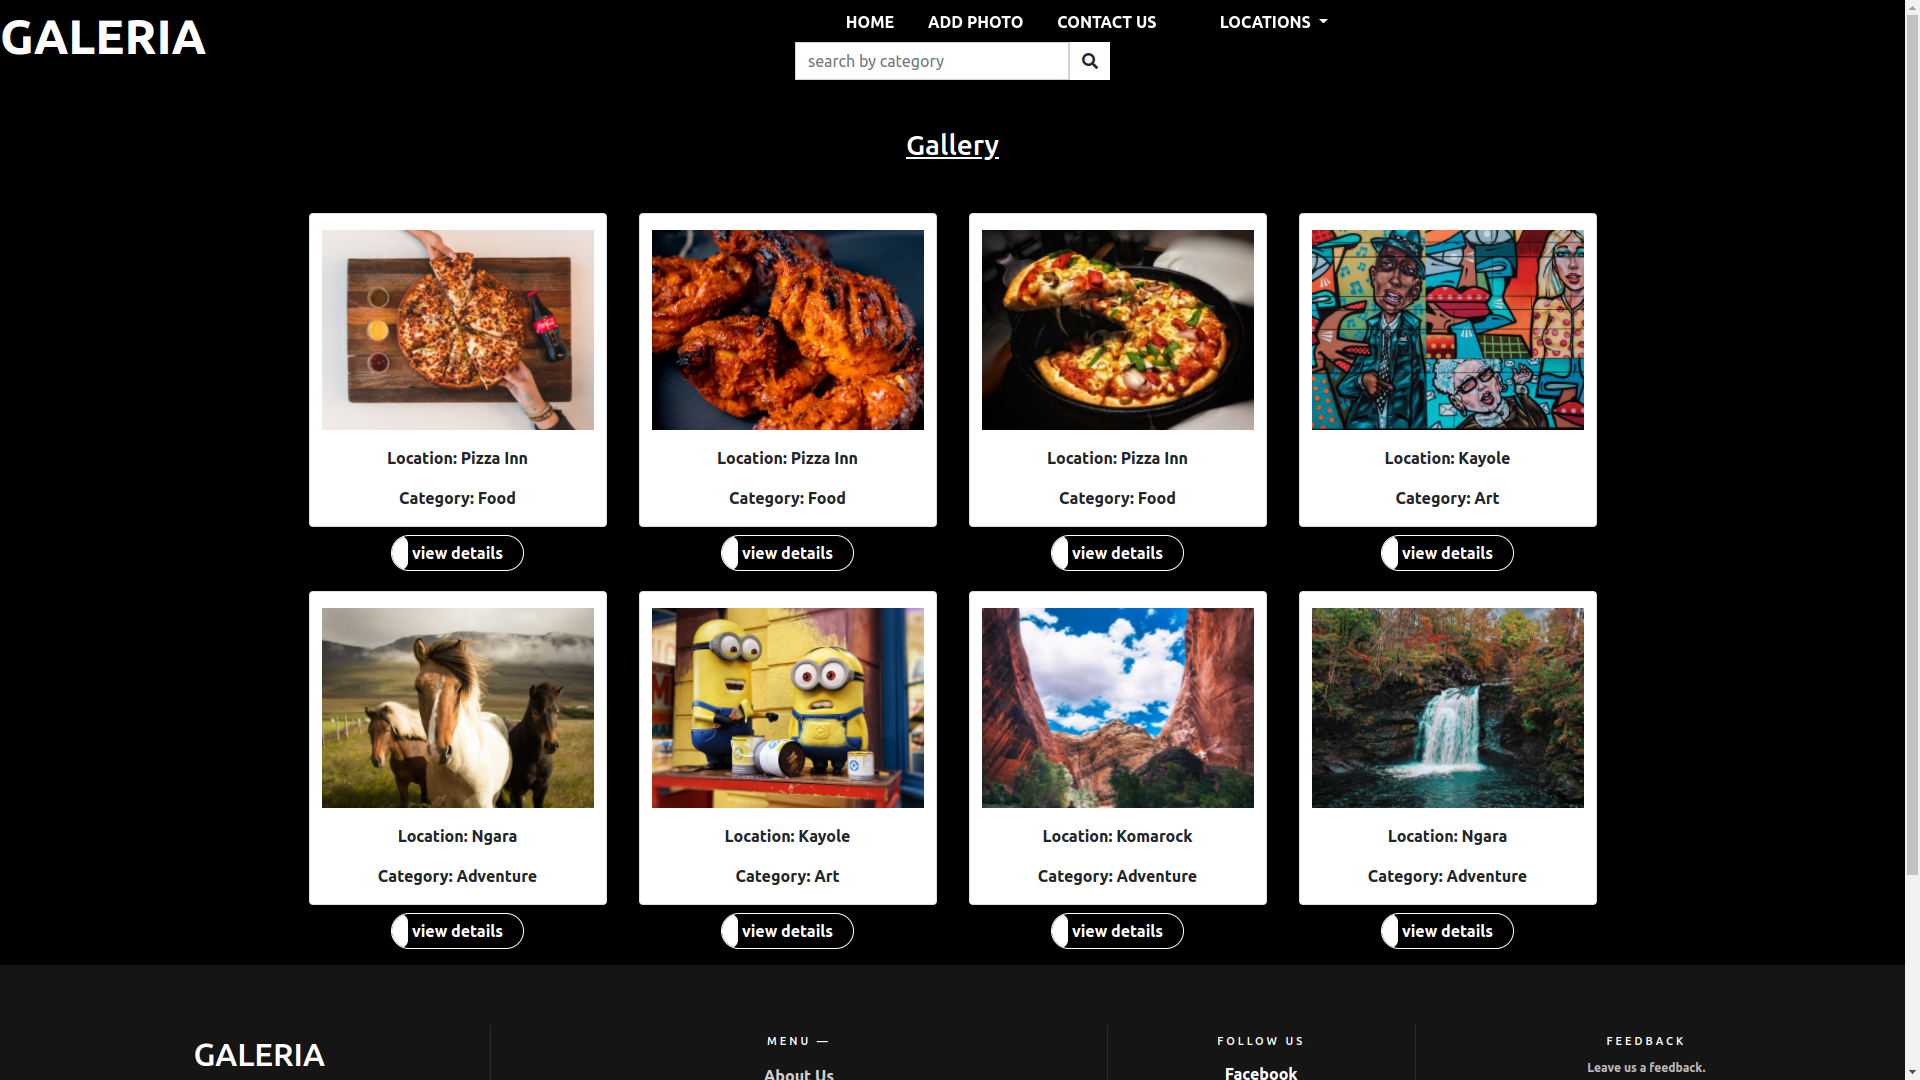 GALERIA
HOME ADD PHOTO CONTACT US LOCATIONS
search by category
Gallery
Location: Pizza Inn
Category: Food
view details
Location: Pizza Inn
Category: Food
view details
Location: Pizza Inn
Category: Food
view details
Location: Kayole
Category: Art
view details
Location: Ngara
Category: Adventure
view details
Location: Kayole
Category: Art
view details
Location: Komarock
Category: Adventure
view details
Location: Ngara
Category: Adventure
view details
GALERIA
MENU —
About Us
FOLLOW US
Facebook
FEEDBACK
Leave us a feedback.